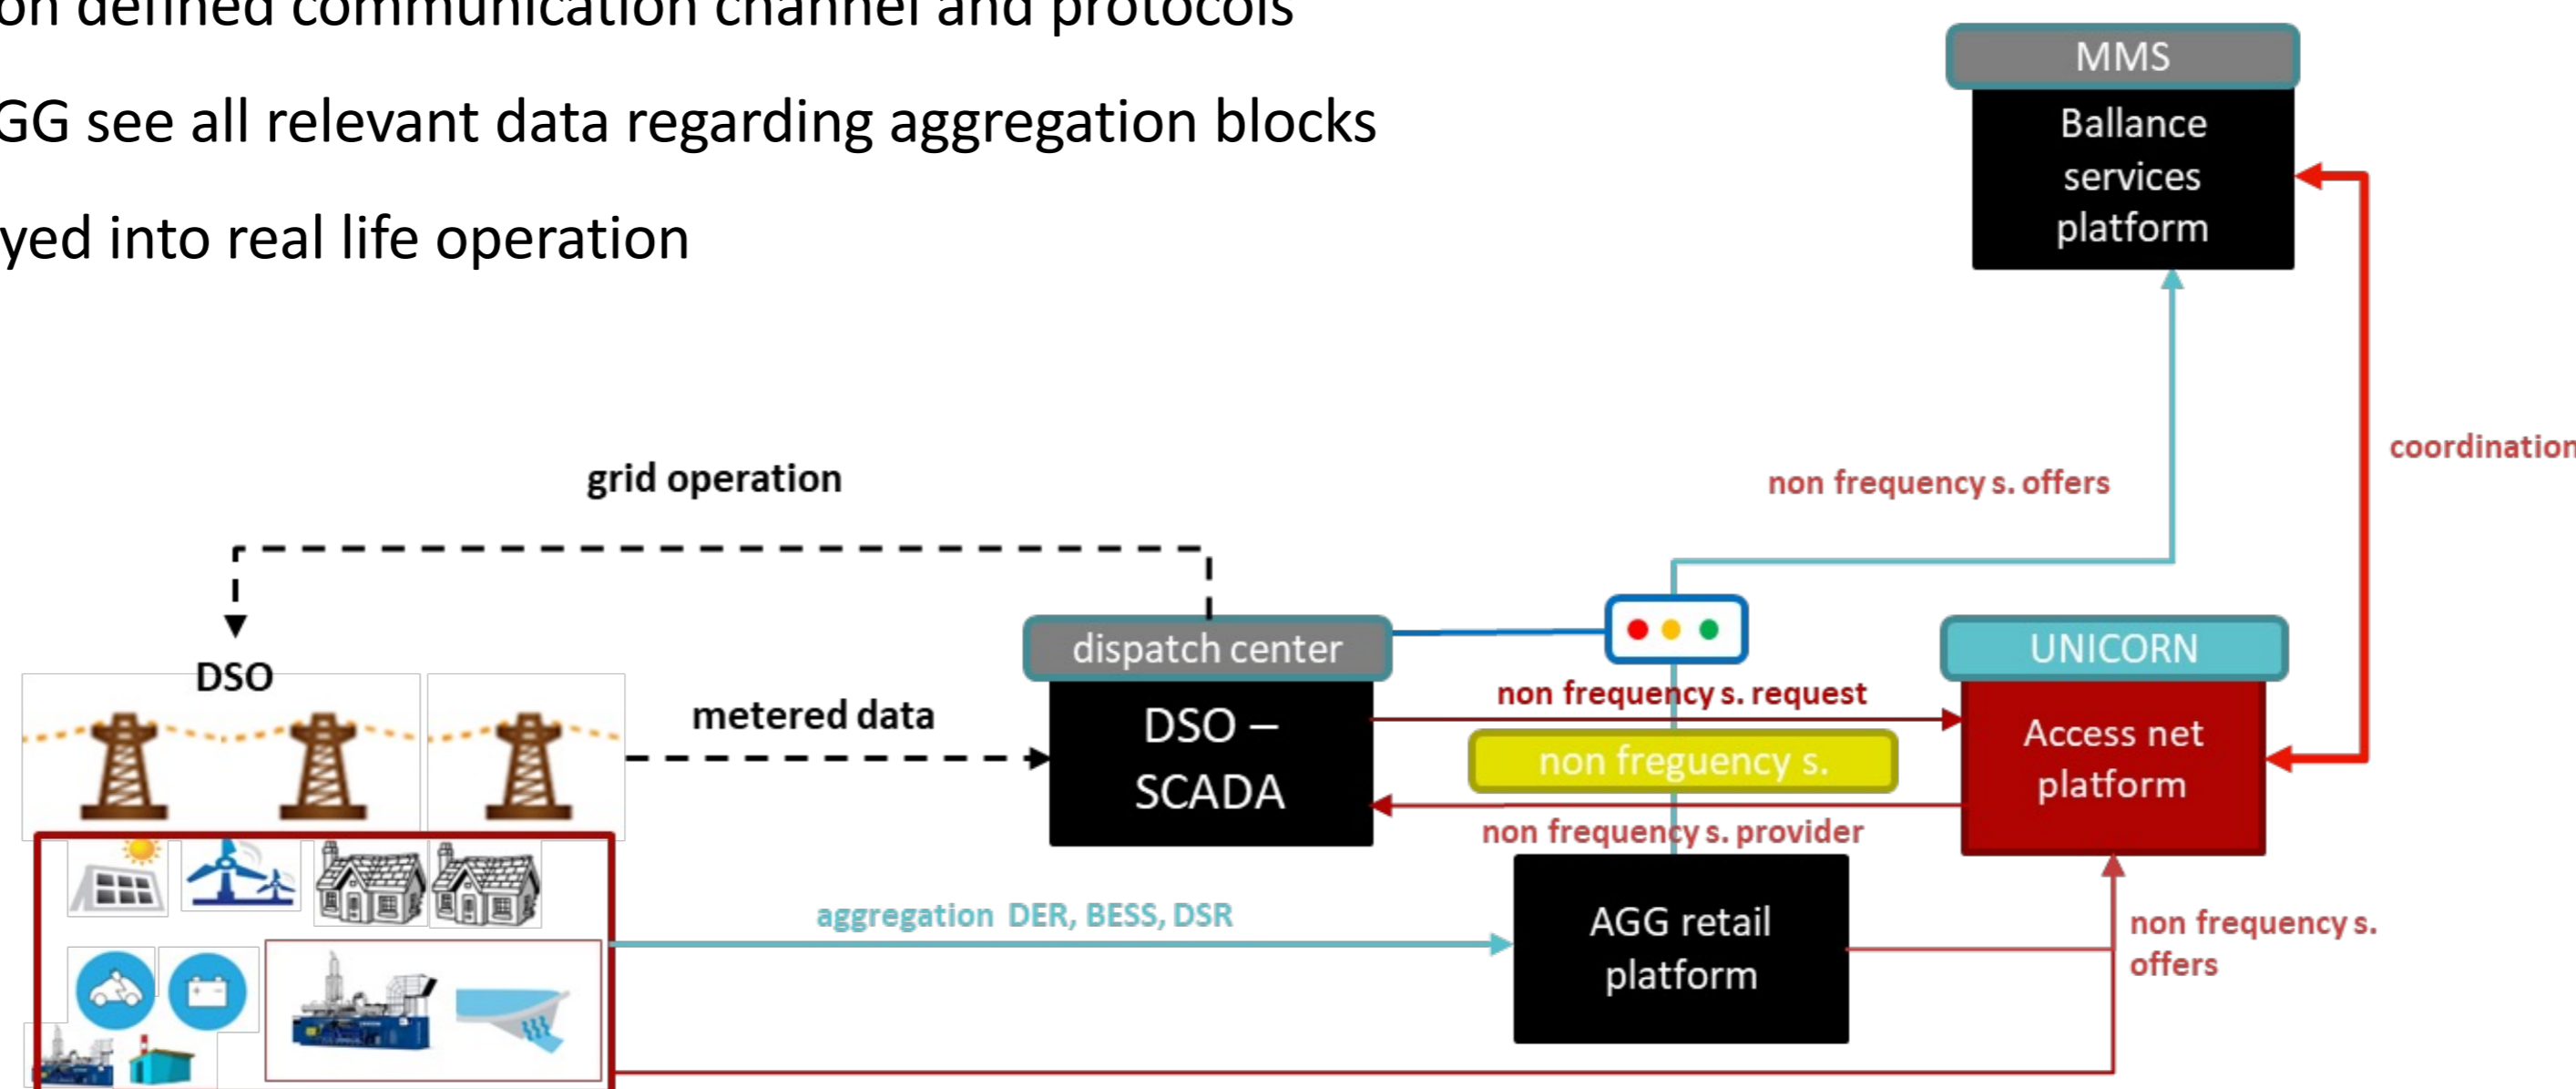 on defined communication channel and protocols
GG see all relevant data regarding aggregation blocks
yed into real life operation
MMS
Ballance
services
platform
coordination
non frequency s. offers
grid operation
DSO
metered data
dispatch center
DSO –
SCADA
non frequency s. request
non freguency s.
non frequency s. provider
UNICORN
Access net
platform
aggregation DER, BESS, DSR
AGG retail
platform
non frequency s.
offers